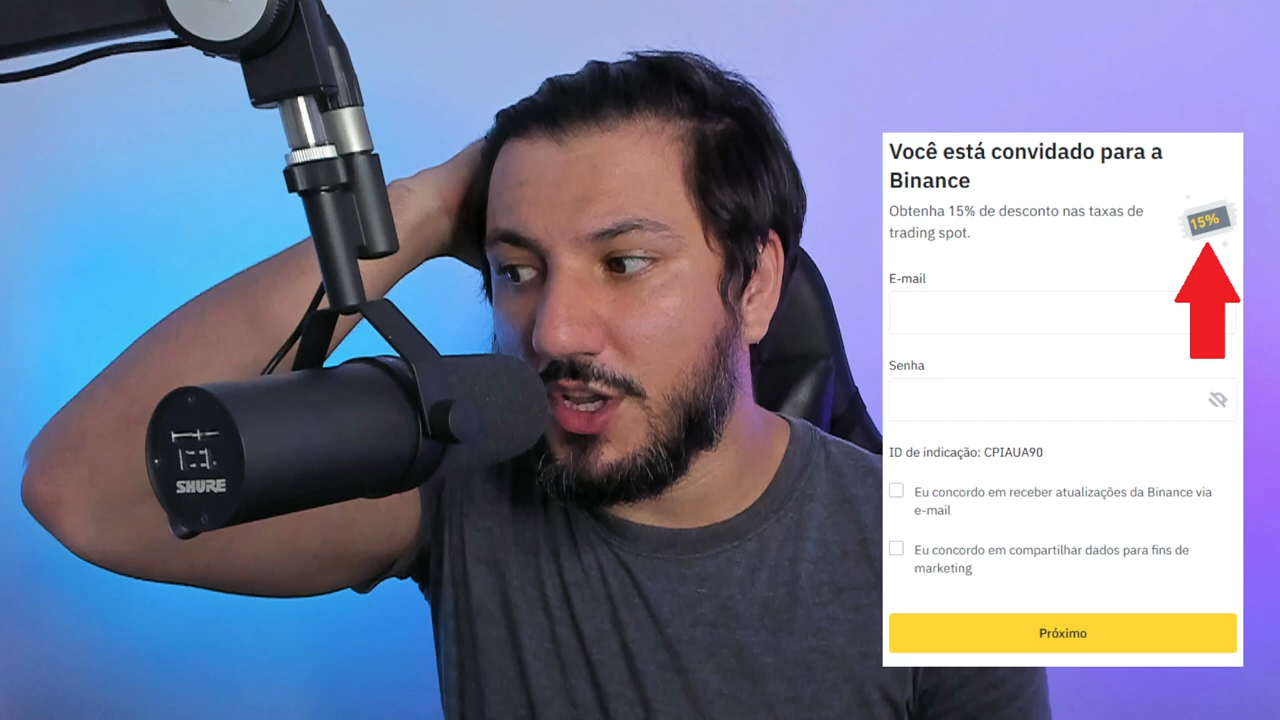 SHURE
Você está convidado para a
Binance
Obtenha 15% de desconto nas taxas de
trading spot.
15%
E-mail
Senha
ID de indicação: CPIAUA90
Eu concordo em receber atualizações da Binance via
e-mail
Eu concordo em compartilhar dados para fins de
marketing
Próximo